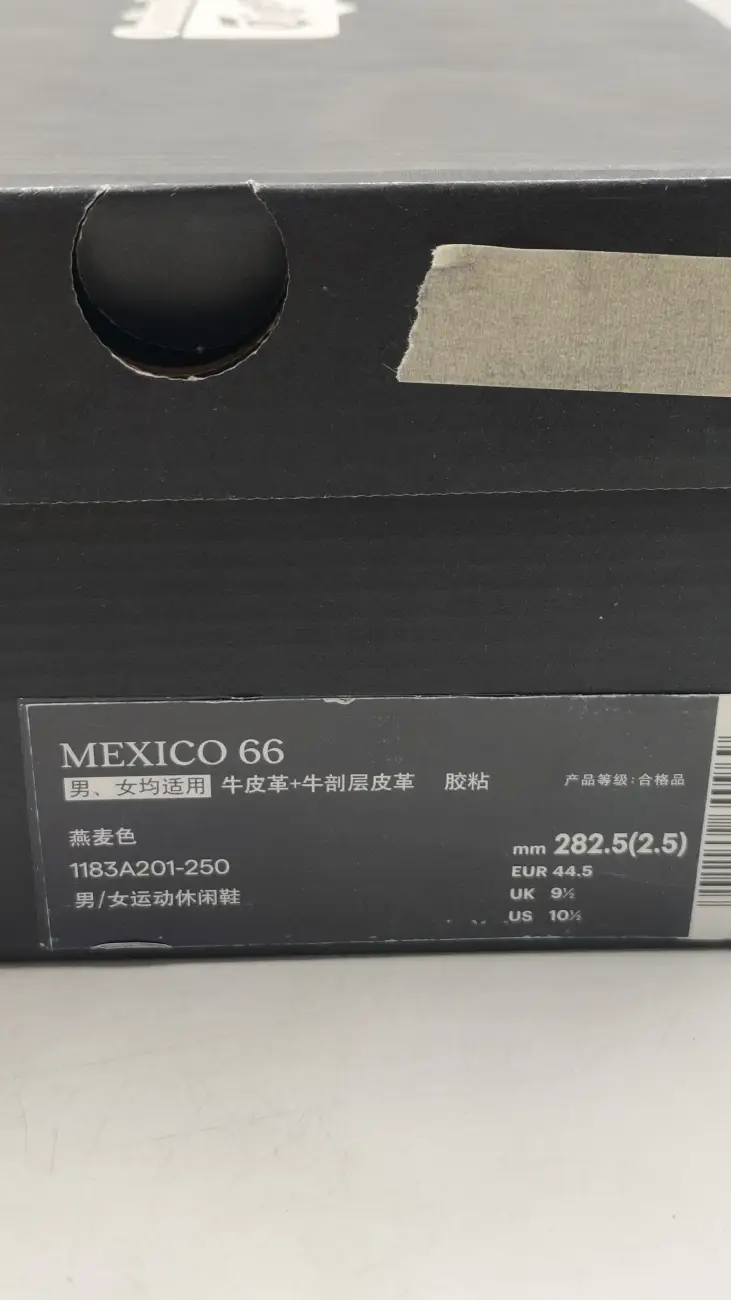 MEXICO 66
男、女均适用 牛皮革+牛剖层皮革 胶粘 产品等级:合格品
燕麦色
1183A201-250
男/女运动休闲鞋
mm 282.5(2.5)
EUR 44.5
UK 9½
US 10½